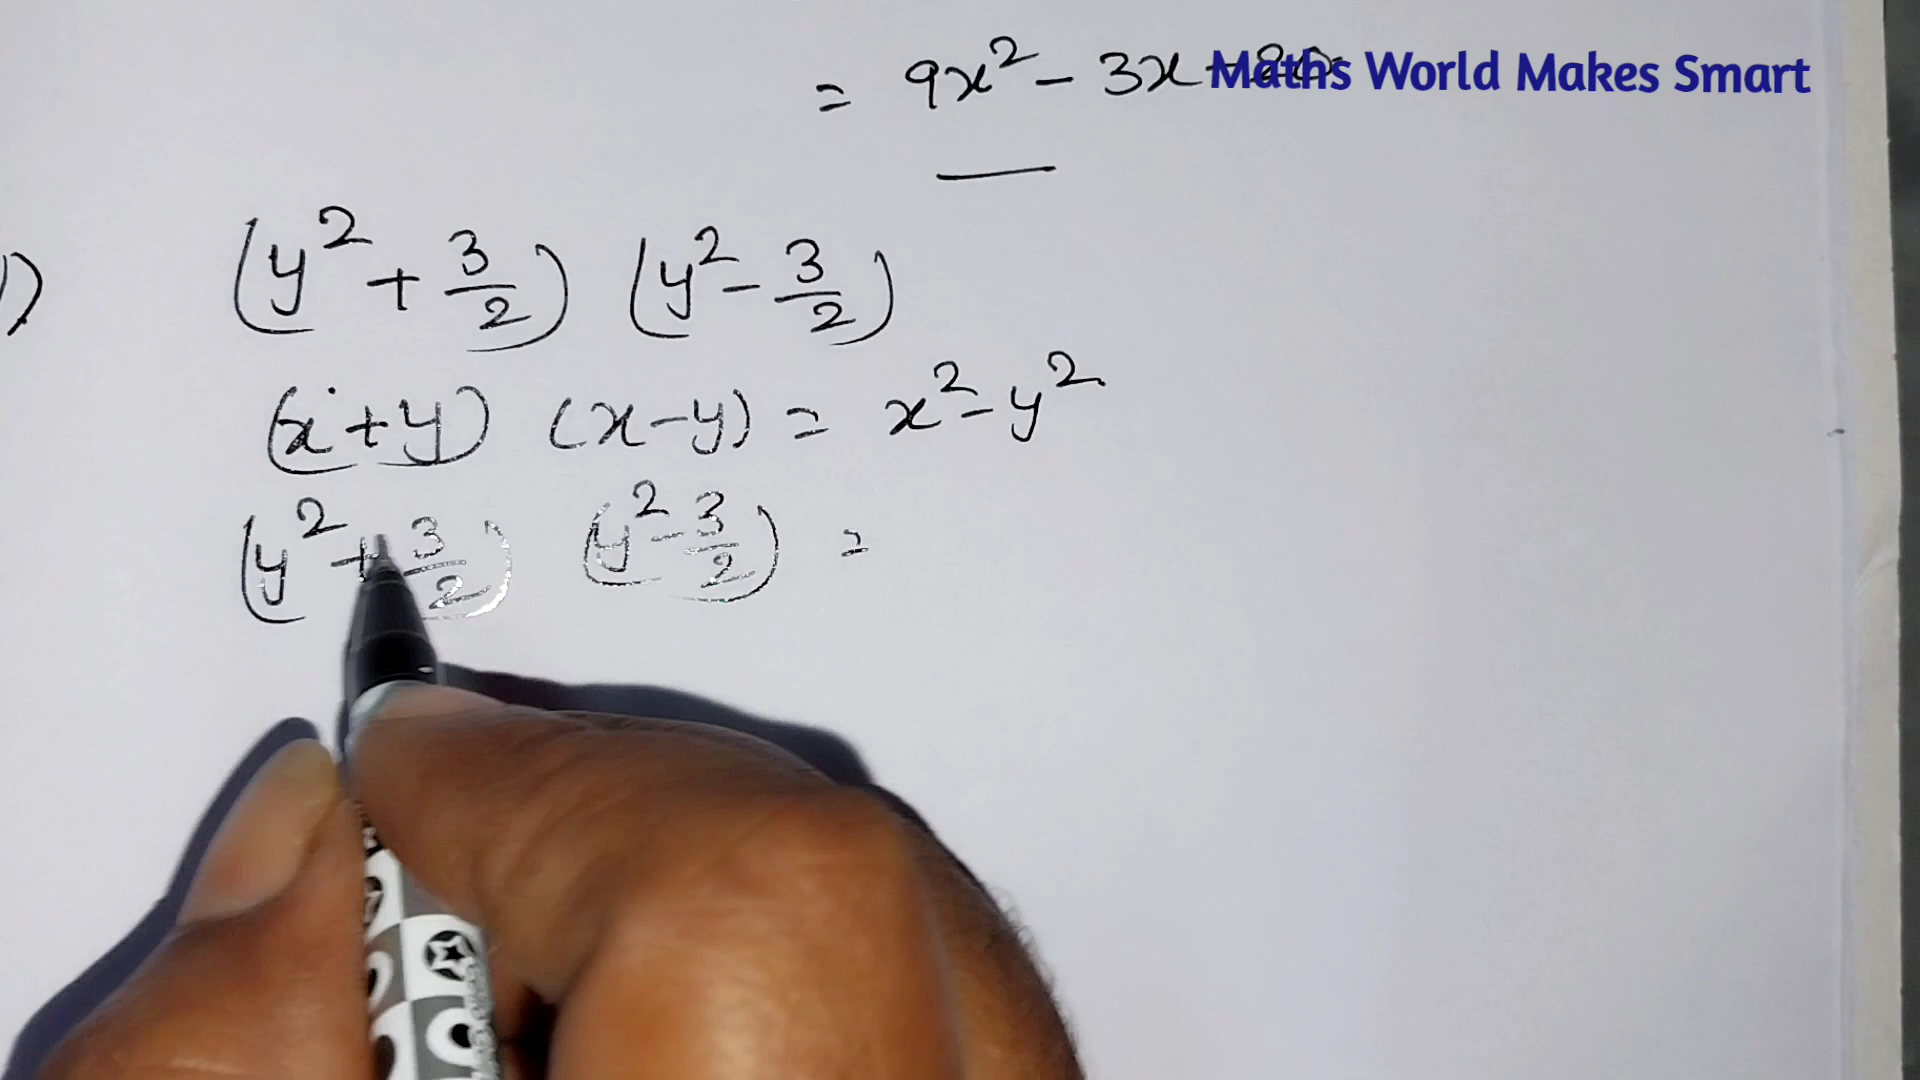 = 9x² - 3x - 20
Maths World Makes Smart
) (y² + 3/2) (y² - 3/2)
(x+y) (x-y) = x² - y²
(y² + 3/2) (y² - 3/2) =